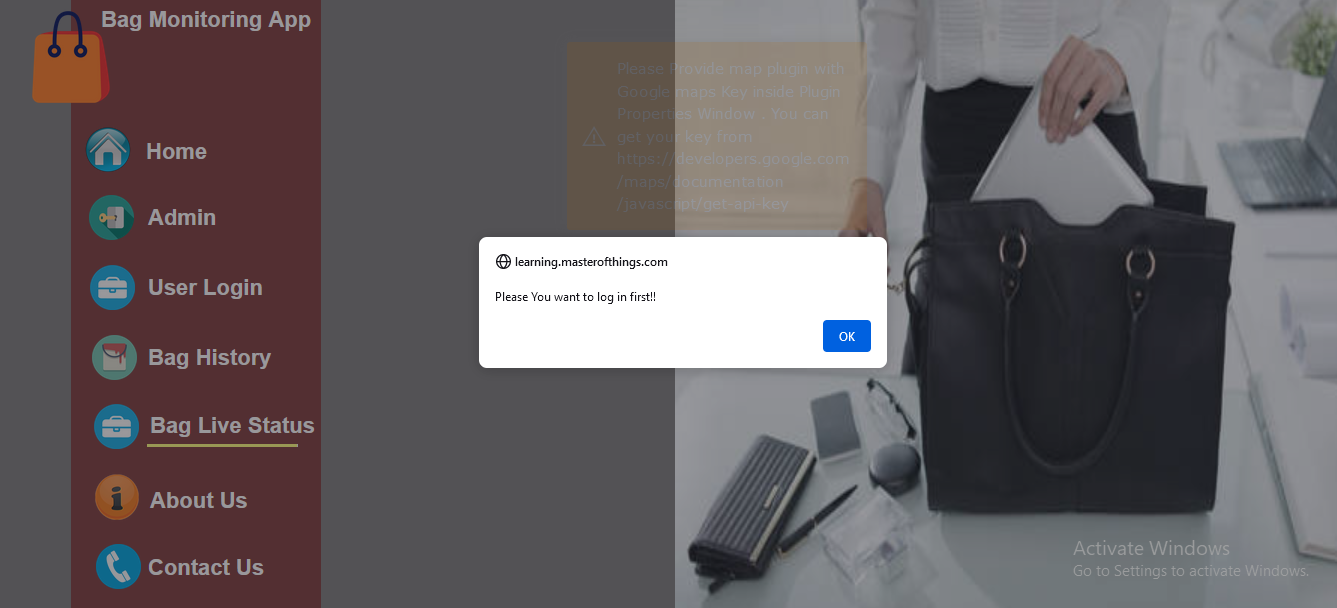 Bag Monitoring App
Home
Admin
User Login
Bag History
Bag Live Status
About Us
Contact Us
Please Provide map plugin with
Google maps Key inside Plugin
Properties Window . You can
get your key from
https://developers.google.com
/maps/documentation
/javascript/get-api-key
learning.masterofthings.com
Please You want to log in first!!
OK
Activate Windows
Go to Settings to activate Windows.